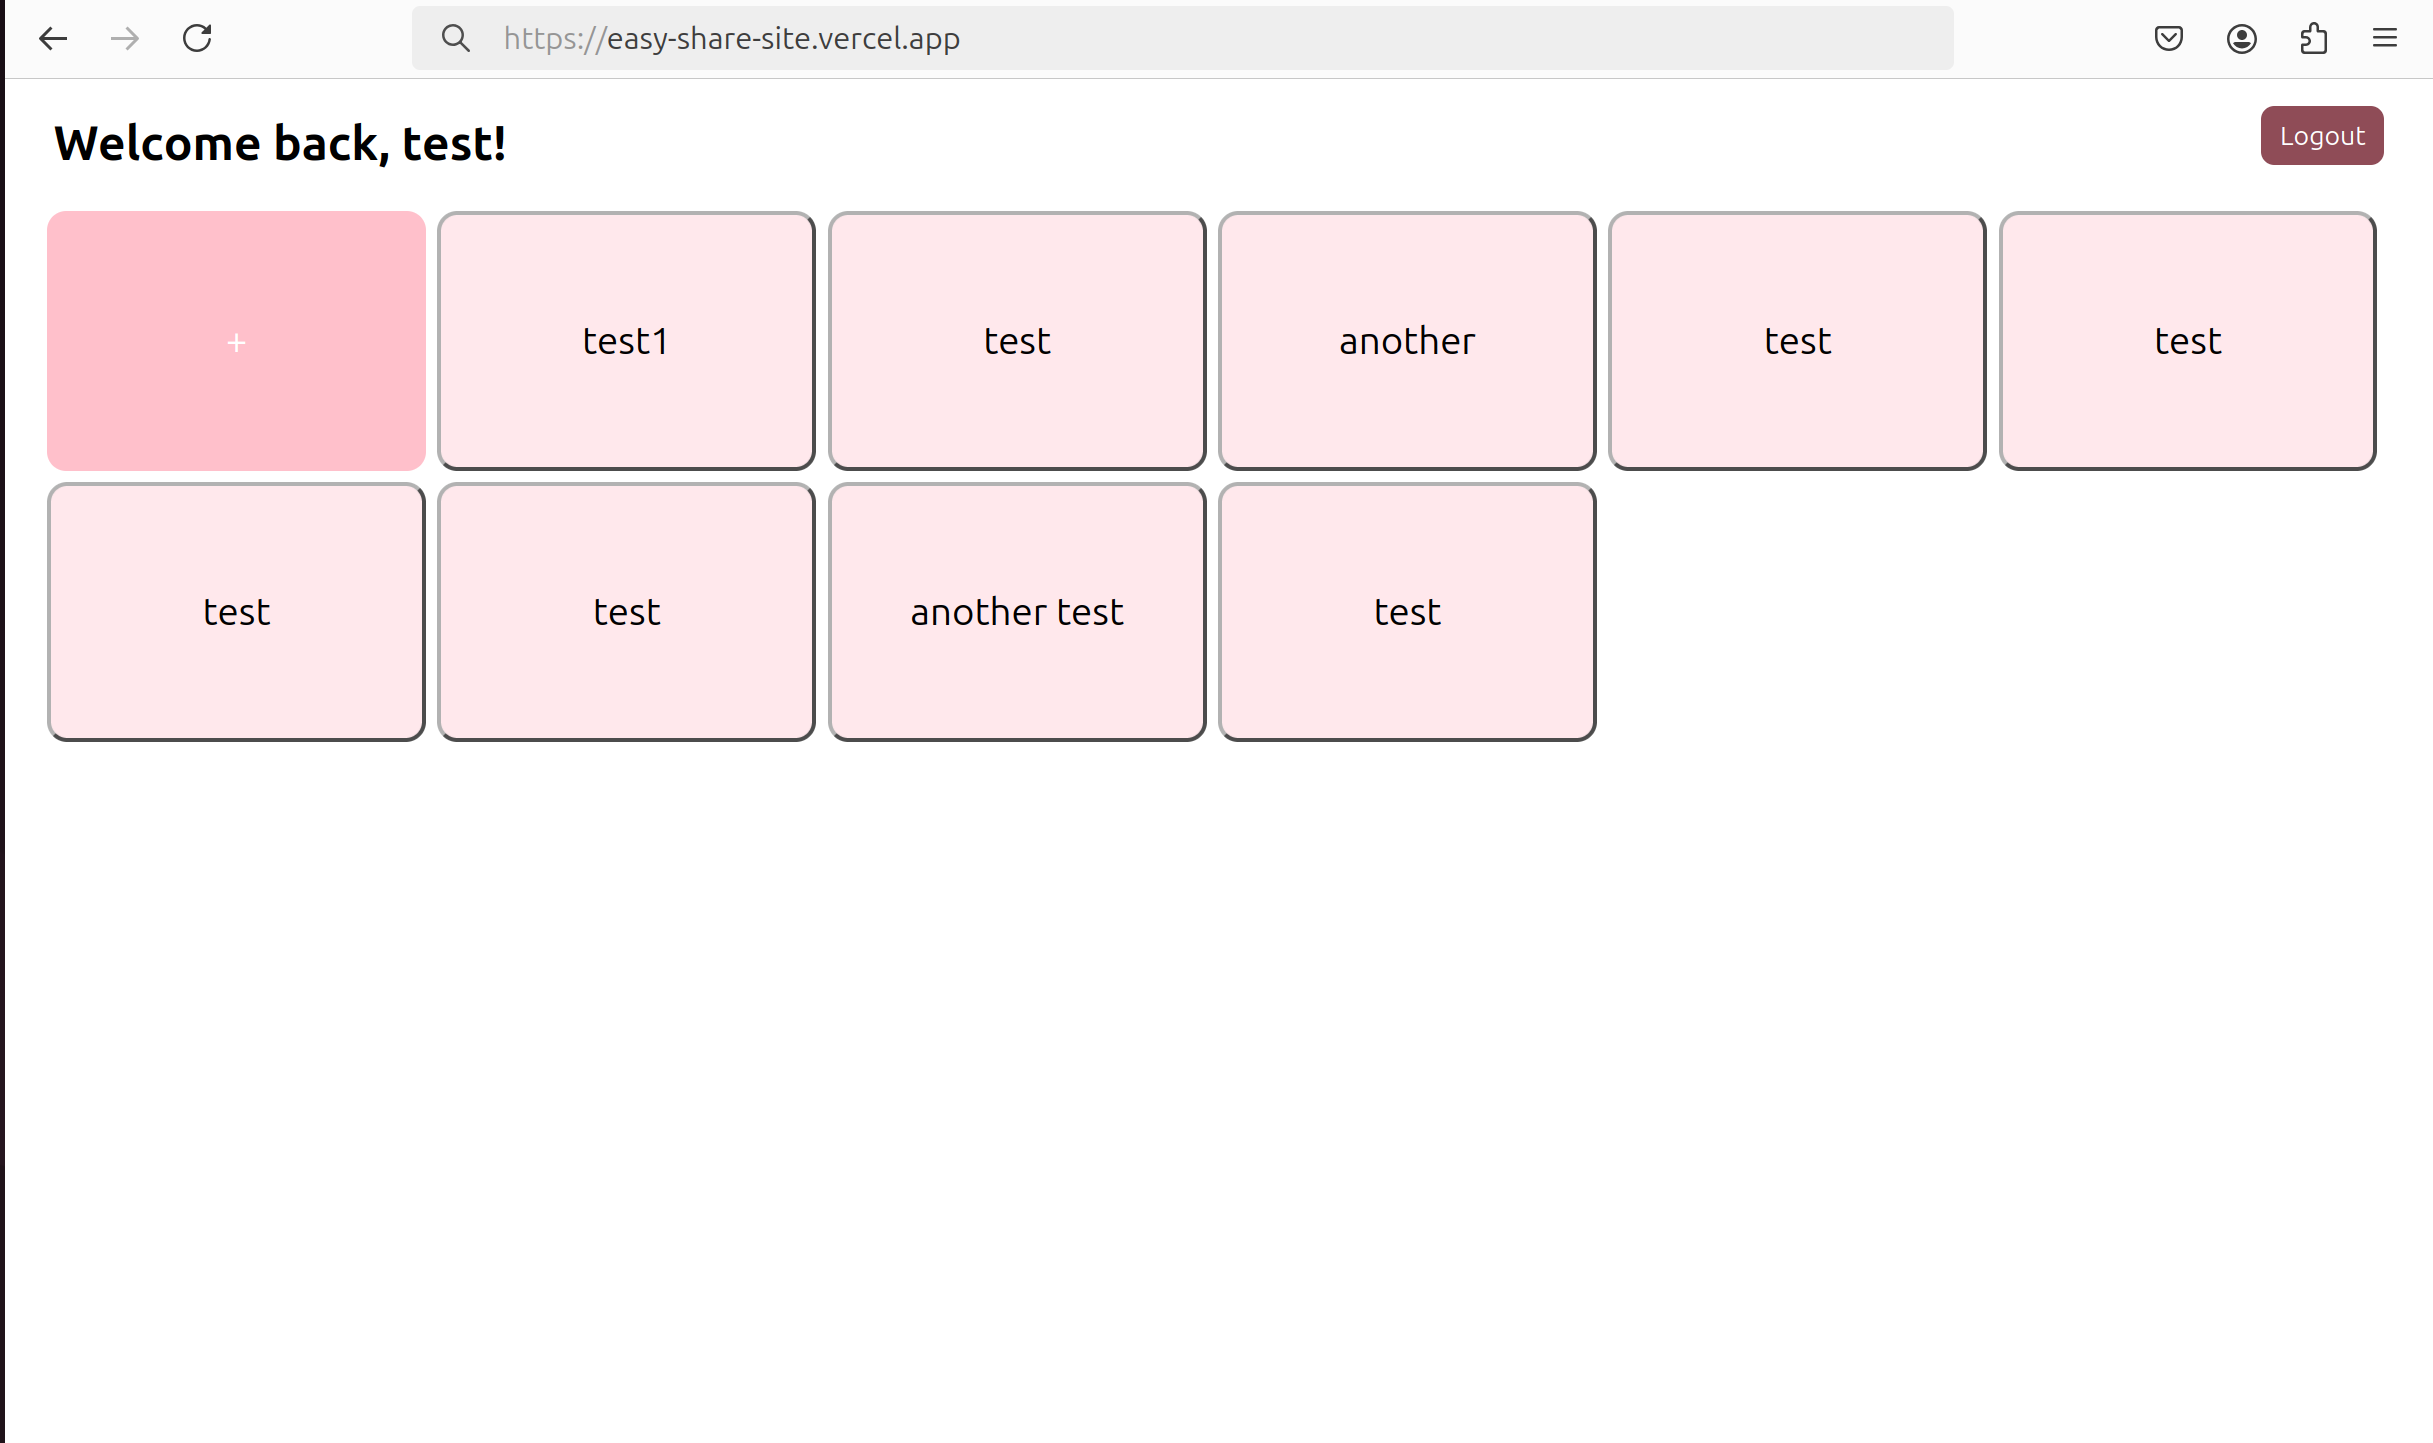 https://easy-share-site.vercel.app
Welcome back, test!
Logout
+
test1
test
another
test
test
test
test
another test
test